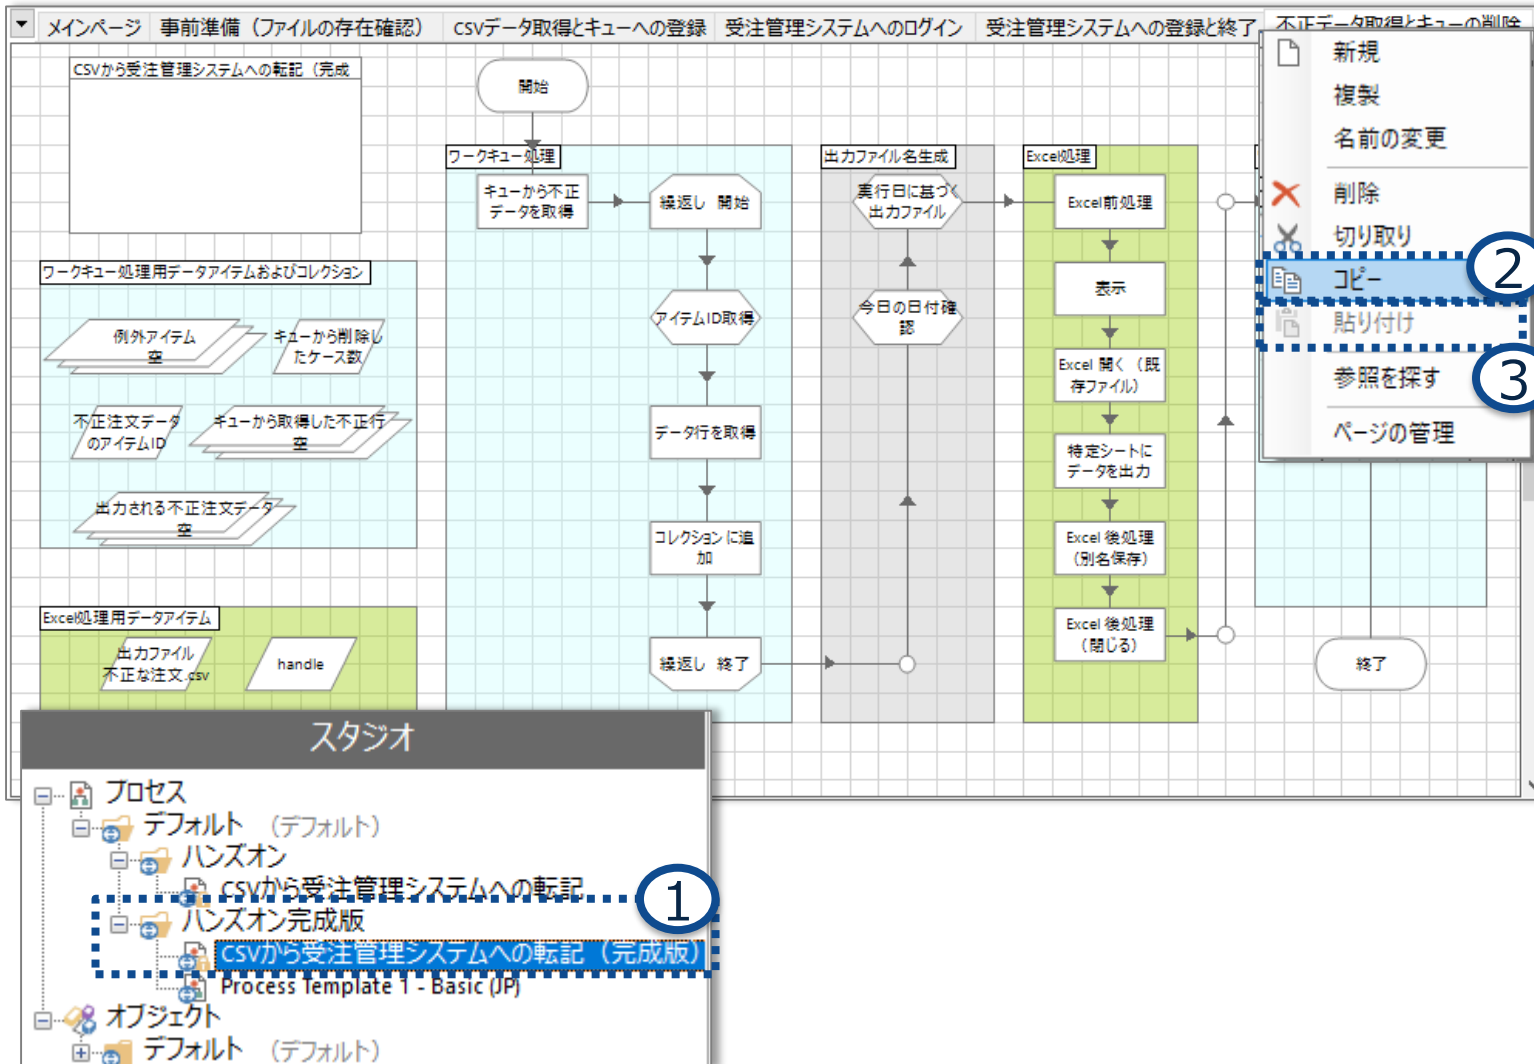 メインページ
事前準備（ファイルの存在確認）
CSVデータ取得とキューへの登録
受注管理システムへのログイン
受注管理システムへの登録と終了
不正データ取得とキューの削除
CSVから受注管理システムへの転記（完成
開始
ワークキュー処理
キューから不正
データを取得
繰返し 開始
アイテムID取得
データ行を取得
コレクションに追
加
繰返し 終了
出力ファイル名生成
実行日に基づく
出力ファイル
今日の日付確
認
Excel処理
Excel前処理
表示
Excel 開く（既
存ファイル）
特定シートに
データを出力
Excel 後処理
（別名保存）
Excel 後処理
（閉じる）
終了
ワークキュー処理用データアイテムおよびコレクション
例外アイテム
空
キューから削除し
たケース数
不正注文データ
のアイテムID
キューから取得した不正行
空
出力される不正注文データ
空
Excel処理用データアイテム
出力ファイル
不正な注文.csv
handle
新規
複製
名前の変更
削除
切り取り
コピー
2
貼り付け
参照を探す
3
ページの管理
スタジオ
プロセス
デフォルト （デフォルト）
ハンズオン
CSVから受注管理システムへの転記
1
ハンズオン完成版
CSVから受注管理システムへの転記（完成版）
Process Template 1 - Basic (JP)
オブジェクト
デフォルト （デフォルト）